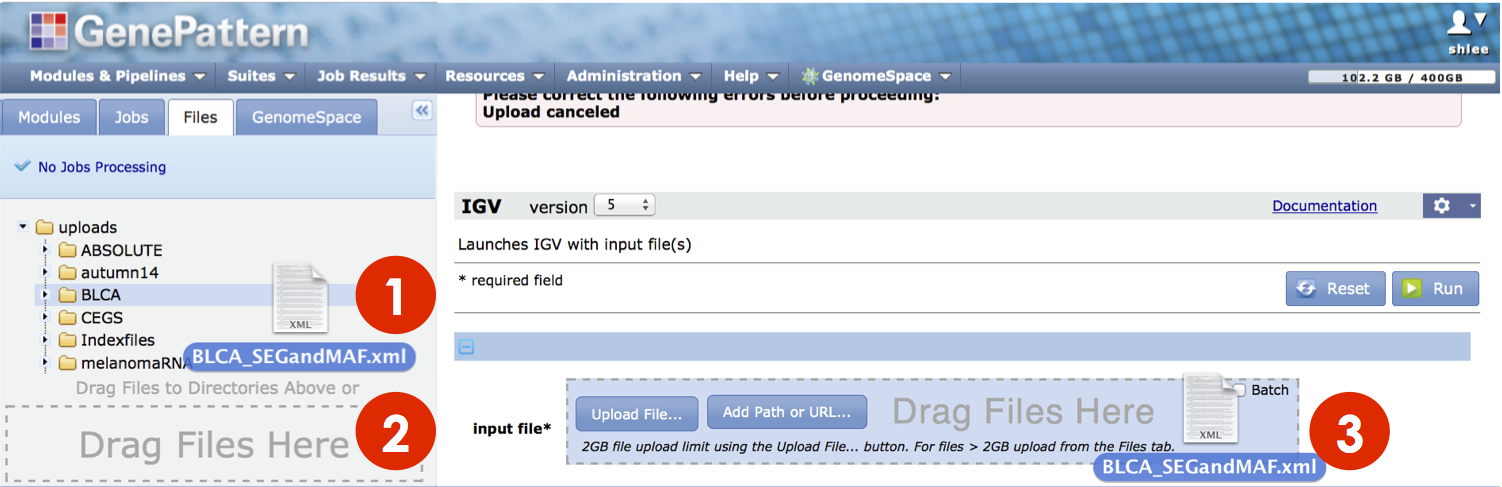 GenePattern
shlee
Modules & Pipelines Suites Job Results Resources Administration Help GenomeSpace 102.2 GB / 400GB
Modules Jobs Files GenomeSpace
Please correct the following errors before proceeding:
Upload canceled
No Jobs Processing
IGV version 5 Documentation
uploads
ABSOLUTE
Launches IGV with input file(s)
autumn14
* required field
BLCA
1
Reset Run
CEGS
XML
Indexfiles
melanomaRNA
BLCA_SEGandMAF.xml
Drag Files to Directories Above or
Drag Files Here
2
input file*
Upload File... Add Path or URL... Drag Files Here Batch
XML
3
2GB file upload limit using the Upload File... button. For files > 2GB upload from the Files tab.
BLCA_SEGandMAF.xml